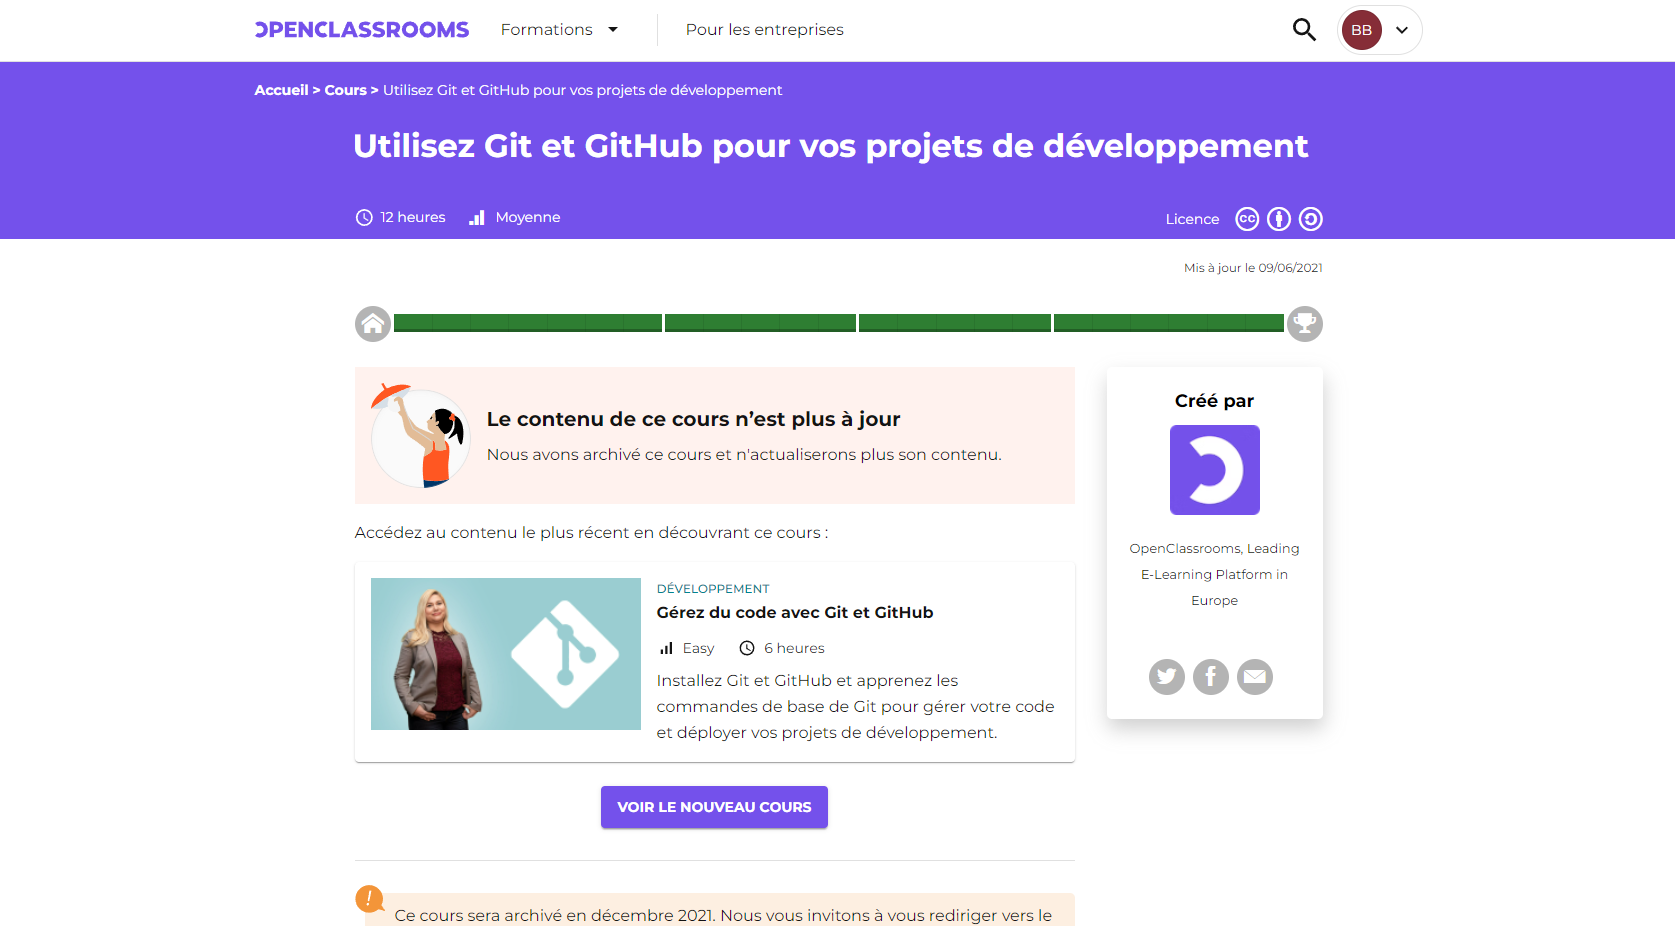 OPENCLASSROOMS
Formations
Pour les entreprises
BB
Accueil > Cours > Utilisez Git et GitHub pour vos projets de développement
Utilisez Git et GitHub pour vos projets de développement
12 heures
Moyenne
Licence
cc
Mis à jour le 09/06/2021
Le contenu de ce cours n’est plus à jour
Nous avons archivé ce cours et n'actualiserons plus son contenu.
Accédez au contenu le plus récent en découvrant ce cours :
DÉVELOPPEMENT
Gérez du code avec Git et GitHub
Easy
6 heures
Installez Git et GitHub et apprenez les
commandes de base de Git pour gérer votre code
et déployer vos projets de développement.
VOIR LE NOUVEAU COURS
Créé par
OpenClassrooms, Leading
E-Learning Platform in
Europe
Ce cours sera archivé en décembre 2021. Nous vous invitons à vous rediriger vers le